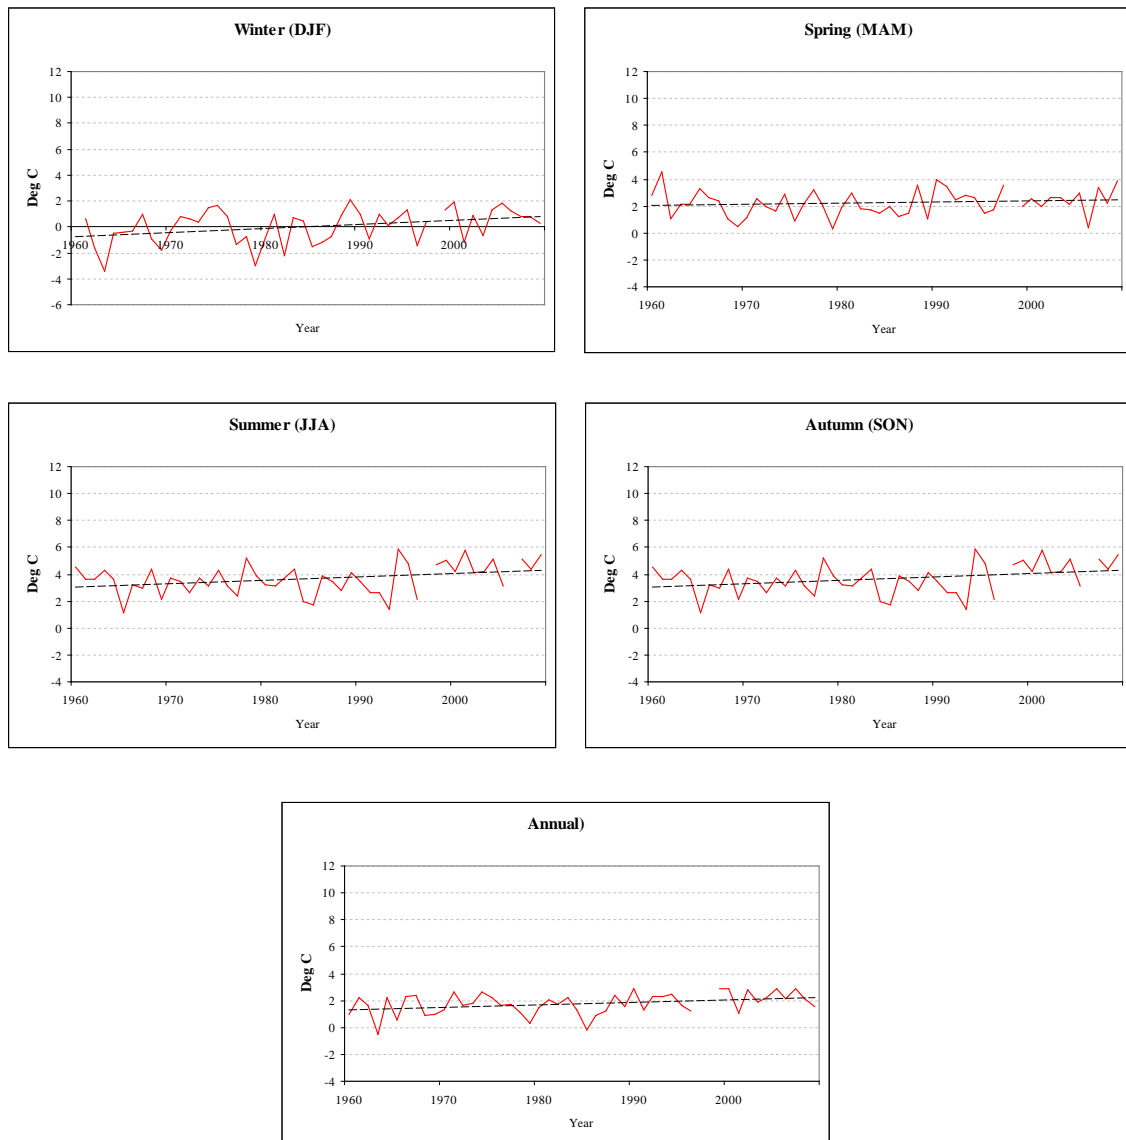 Winter (DJF)
12
10
8
6
4
2
0
-2
-4
-6
1960 1970 1980 1990 2000
Deg C
Year
Spring (MAM)
12
10
8
6
4
2
0
-2
-4
1960 1970 1980 1990 2000
Deg C
Year
Summer (JJA)
12
10
8
6
4
2
0
-2
-4
1960 1970 1980 1990 2000
Deg C
Year
Autumn (SON)
12
10
8
6
4
2
0
-2
-4
1960 1970 1980 1990 2000
Deg C
Year
Annual)
12
10
8
6
4
2
0
-2
-4
1960 1970 1980 1990 2000
Deg C
Year